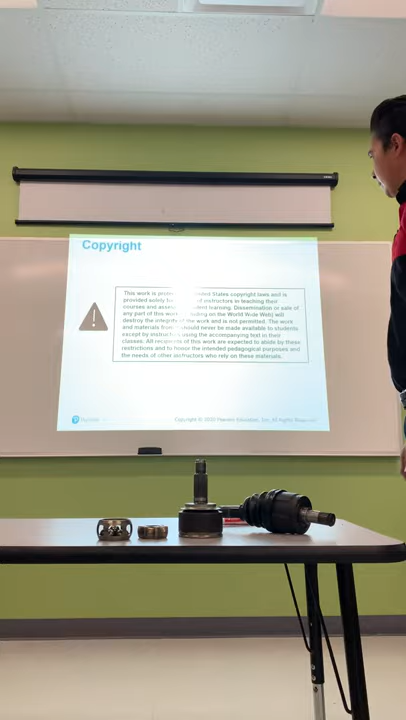 Copyright
This work is protected United States copyright laws and is
provided solely for of instructors in teaching their
courses and student learning. Dissemination or sale of
any part of this work on the World Wide Web) will
destroy the integrity of the work and is not permitted. The work
and materials from should never be made available to students
except by instructors using the accompanying text in their
classes. All recipients of this work are expected to abide by these
restrictions and to honor the intended pedagogical purposes and
the needs of other instructors who rely on these materials.
Pearson
Copyright © 2020 Pearson Education, Inc. All Rights Reserved